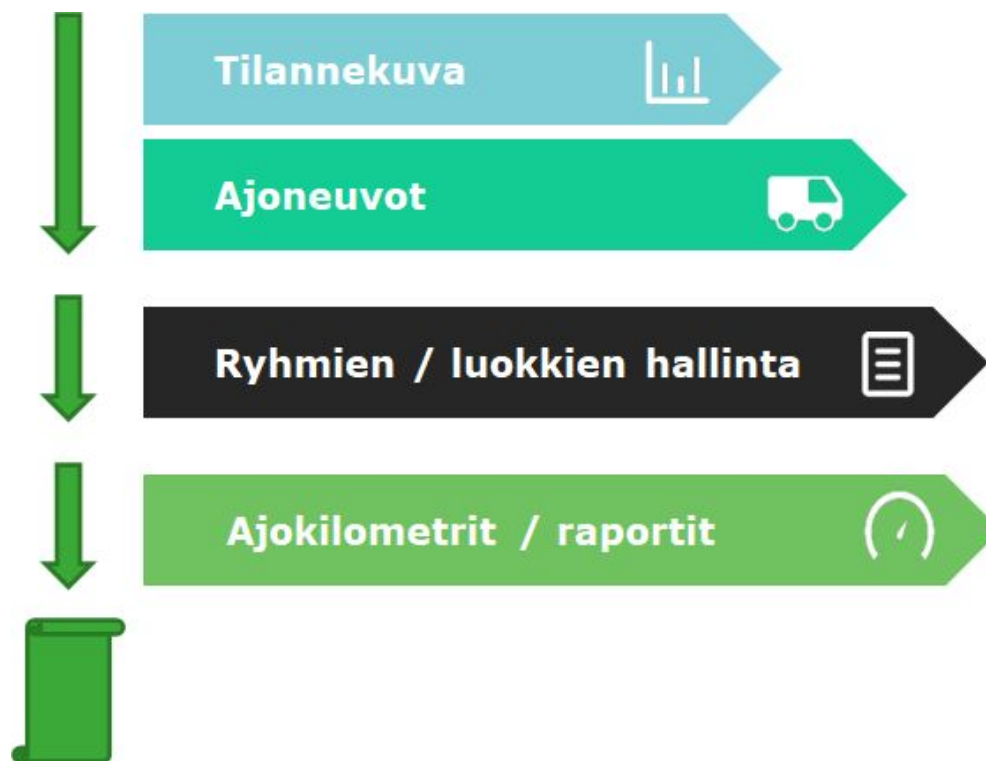 Tilannekuva
Ajoneuvot
Ryhmien / luokkien hallinta
Ajokilometrit / raportit